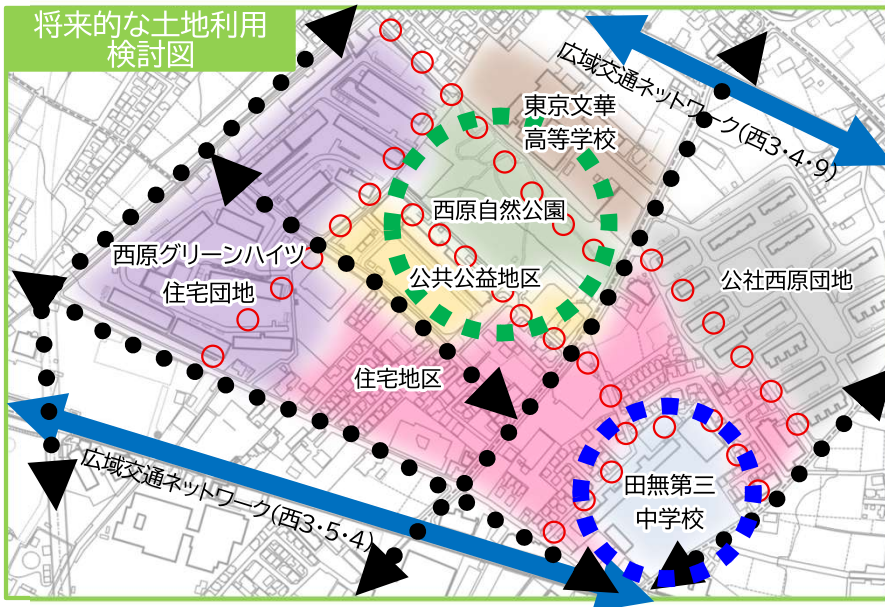 将来的な土地利用
検討図
広域交通ネットワーク(西3・4・9)
東京文華
高等学校
西原自然公園
西原グリーンハイツ
住宅団地
公共公益地区
公社西原団地
住宅地区
広域交通ネットワーク(西3・5・4)
田無第三
中学校